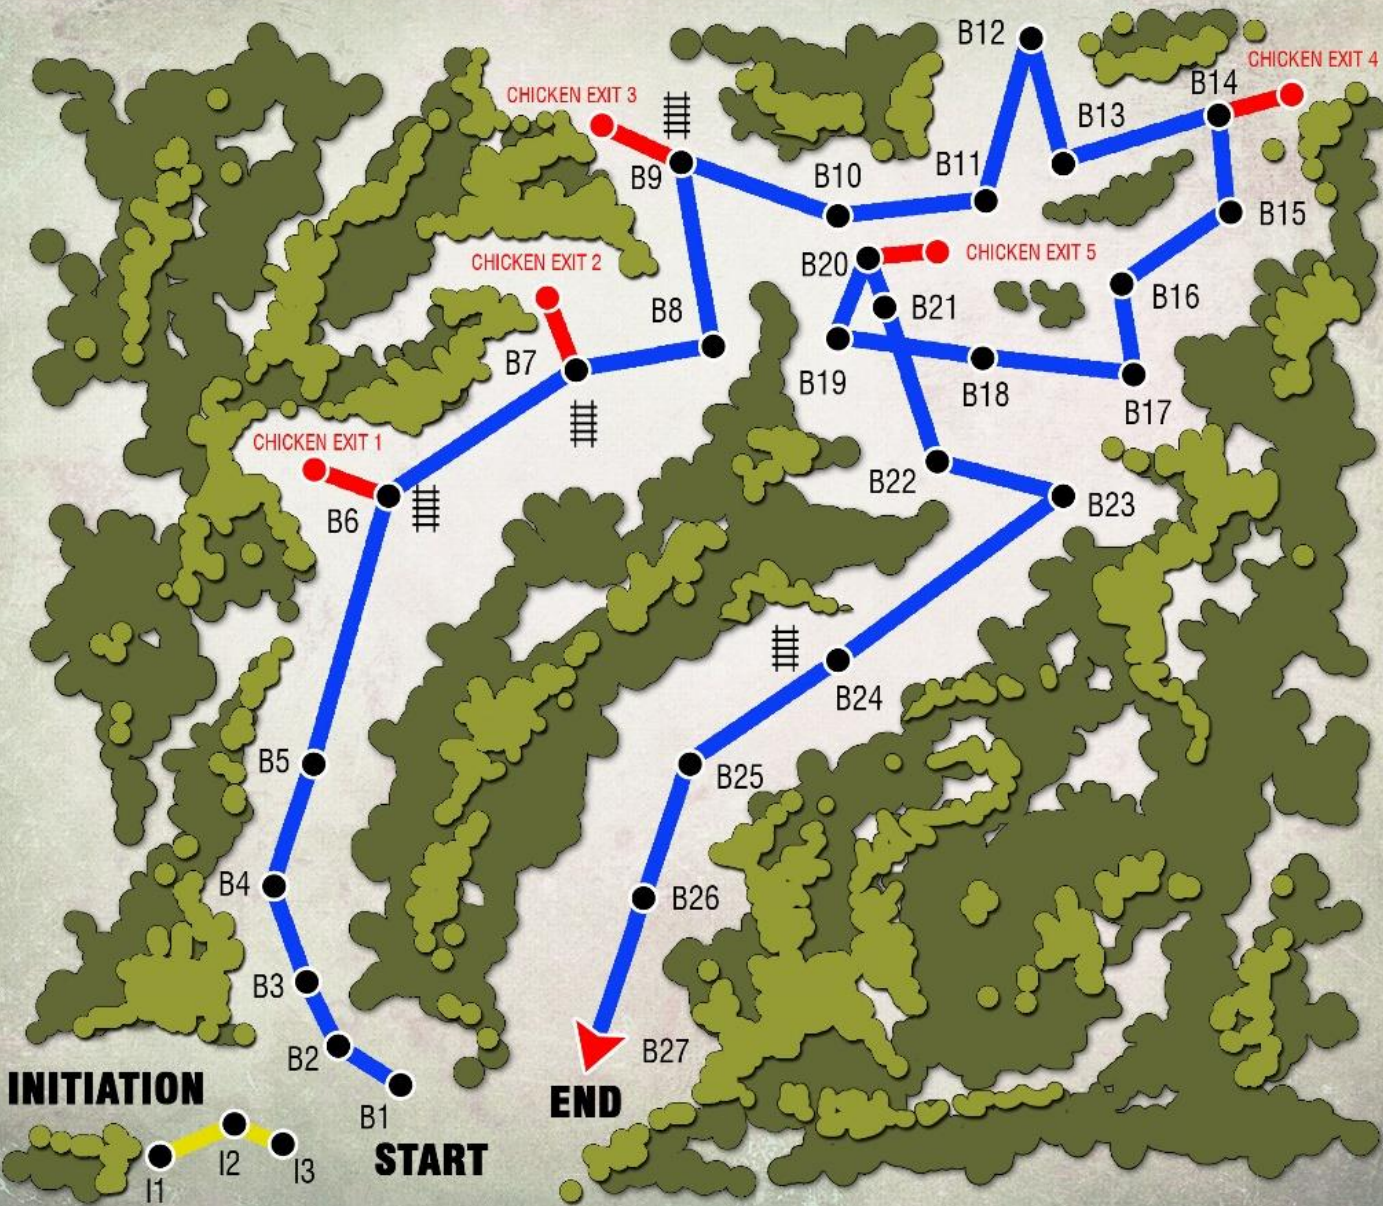 B12
CHICKEN EXIT 4
B14
CHICKEN EXIT 3
B13
B11
B9
B10
B15
CHICKEN EXIT 5
B20
CHICKEN EXIT 2
B16
B8
B21
B7
B19
B18
B17
CHICKEN EXIT 1
B22
B23
B6
B24
B5
B25
B4
B26
B3
B2
B27
INITIATION
END
B1
START
I2
I3
I1